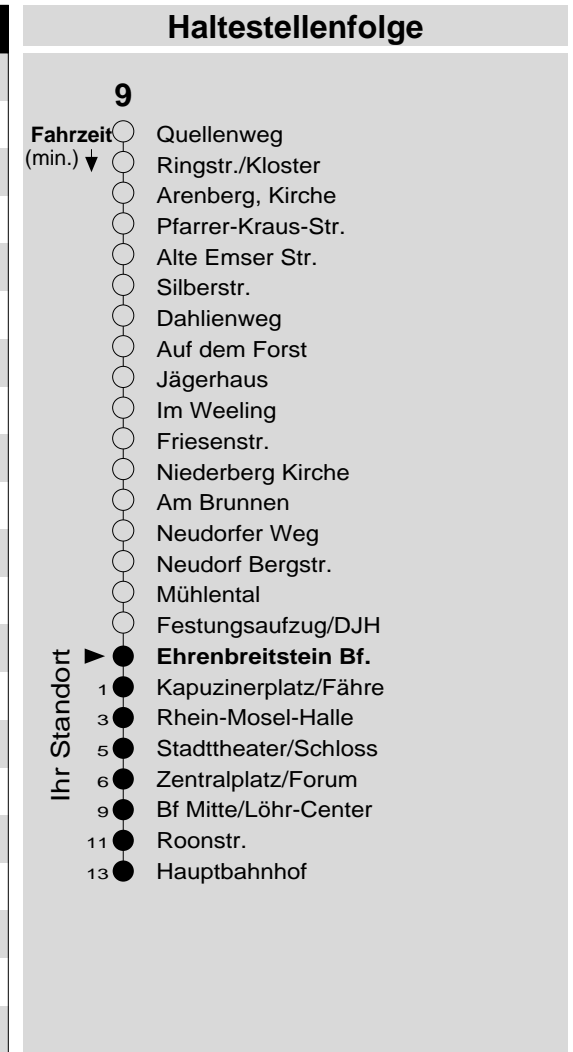 Haltestellenfolge
9
Fahrzeit
(min.)
Quellenweg
Ringstr./Kloster
Arenberg, Kirche
Pfarrer-Kraus-Str.
Alte Emser Str.
Silberstr.
Dahlienweg
Auf dem Forst
Jägerhaus
Im Weeling
Friesenstr.
Niederberg Kirche
Am Brunnen
Neudorfer Weg
Neudorf Bergstr.
Mühlental
Festungsaufzug/DJH
Ihr Standort
Ehrenbreitstein Bf.
1 Kapuzinerplatz/Fähre
3 Rhein-Mosel-Halle
5 Stadttheater/Schloss
6 Zentralplatz/Forum
9 Bf Mitte/Löhr-Center
11 Roonstr.
13 Hauptbahnhof